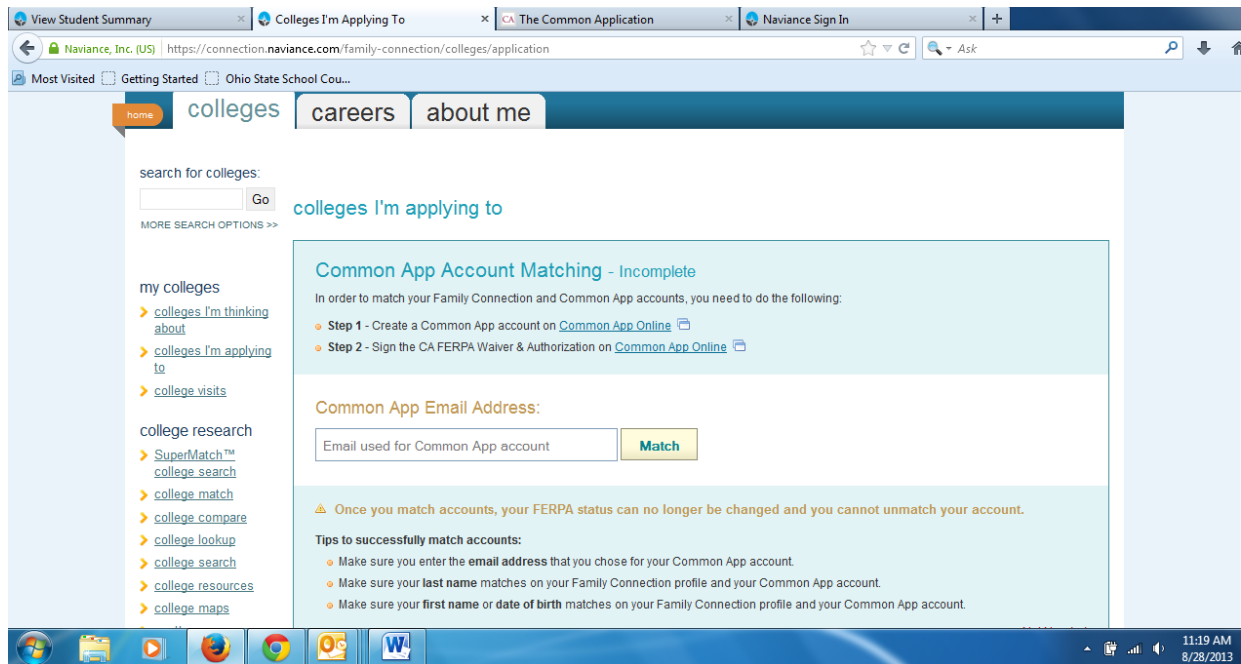 View Student Summary
Colleges I'm Applying To
CA The Common Application
Naviance Sign In
Naviance, Inc. (US) https://connection.naviance.com/family-connection/colleges/application
Ask
Most Visited Getting Started Ohio State School Cou...
home colleges careers about me
search for colleges:
Go
MORE SEARCH OPTIONS >>
my colleges
colleges I'm thinking
about
colleges I'm applying
to
college visits
college research
SuperMatch™
college search
college match
college compare
college lookup
college search
college resources
college maps
colleges I'm applying to
Common App Account Matching - Incomplete
In order to match your Family Connection and Common App accounts, you need to do the following:
Step 1 - Create a Common App account on Common App Online
Step 2 - Sign the CA FERPA Waiver & Authorization on Common App Online
Common App Email Address:
Email used for Common App account Match
Once you match accounts, your FERPA status can no longer be changed and you cannot unmatch your account.
Tips to successfully match accounts:
Make sure you enter the email address that you chose for your Common App account.
Make sure your last name matches on your Family Connection profile and your Common App account.
Make sure your first name or date of birth matches on your Family Connection profile and your Common App account.
11:19 AM
8/28/2013